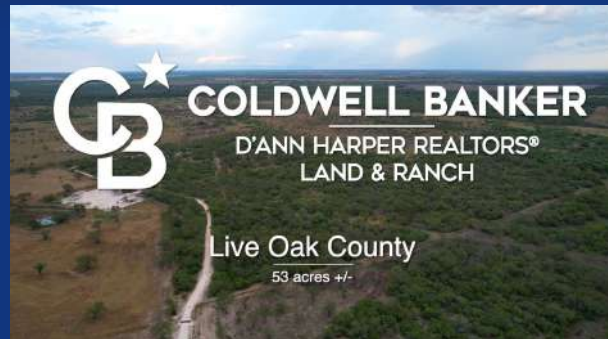 CB
COLDWELL BANKER
D'ANN HARPER REALTORS®
LAND & RANCH
Live Oak County
53 acres +/-